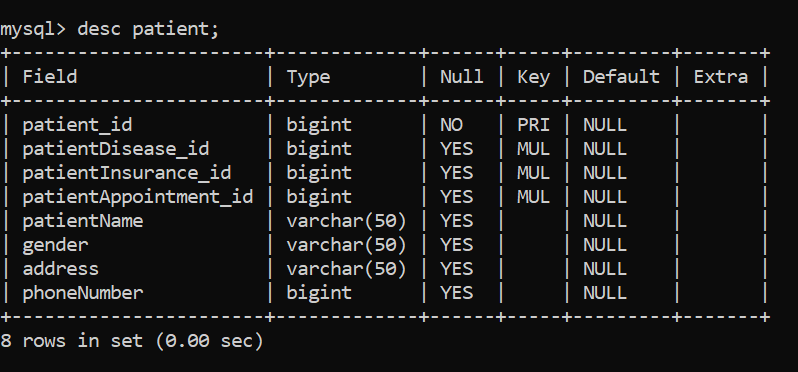 mysql> desc patient;
+----------------------+-------------+------+-----+---------+-------+
| Field                | Type        | Null | Key | Default | Extra |
+----------------------+-------------+------+-----+---------+-------+
| patient_id           | bigint      | NO   | PRI | NULL    |       |
| patientDisease_id    | bigint      | YES  | MUL | NULL    |       |
| patientInsurance_id  | bigint      | YES  | MUL | NULL    |       |
| patientAppointment_id | bigint      | YES  | MUL | NULL    |       |
| patientName          | varchar(50) | YES  |     | NULL    |       |
| gender               | varchar(50) | YES  |     | NULL    |       |
| address              | varchar(50) | YES  |     | NULL    |       |
| phoneNumber          | bigint      | YES  |     | NULL    |       |
+----------------------+-------------+------+-----+---------+-------+
8 rows in set (0.00 sec)